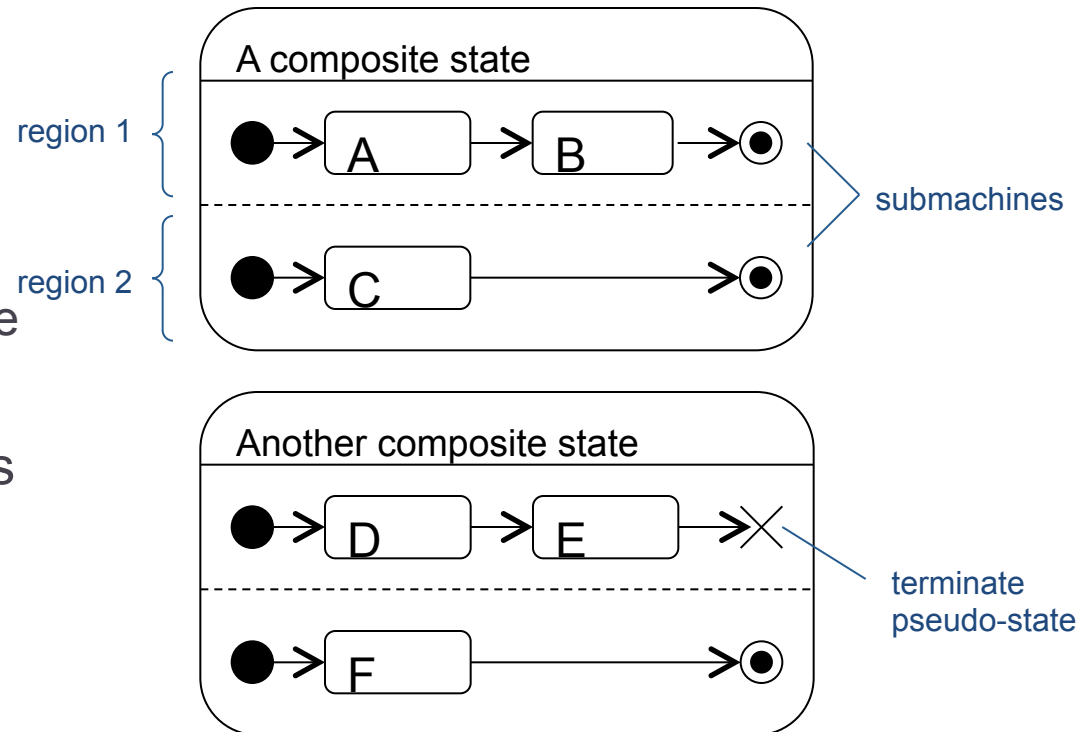 A composite state
region 1
A
B
submachines
region 2
C
e
Another composite state
s
D
E
terminate
pseudo-state
F